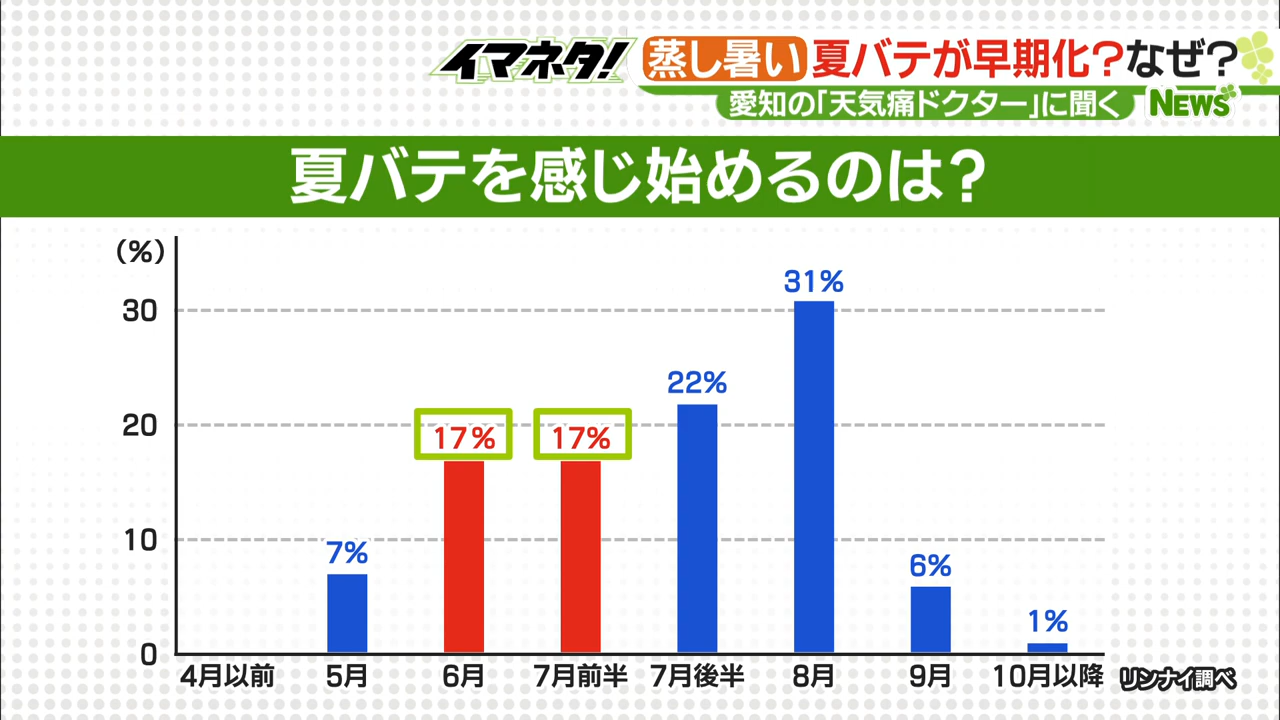 イマネタ!
蒸し暑い 夏バテが早期化?なぜ?
愛知の「天気痛ドクター」に聞く
NEWS
夏バテを感じ始めるのは?
(%)
30
20
10
0
7%
17%
17%
22%
31%
6%
1%
4月以前 5月 6月 7月前半 7月後半 8月 9月 10月以降
リンナイ調べ